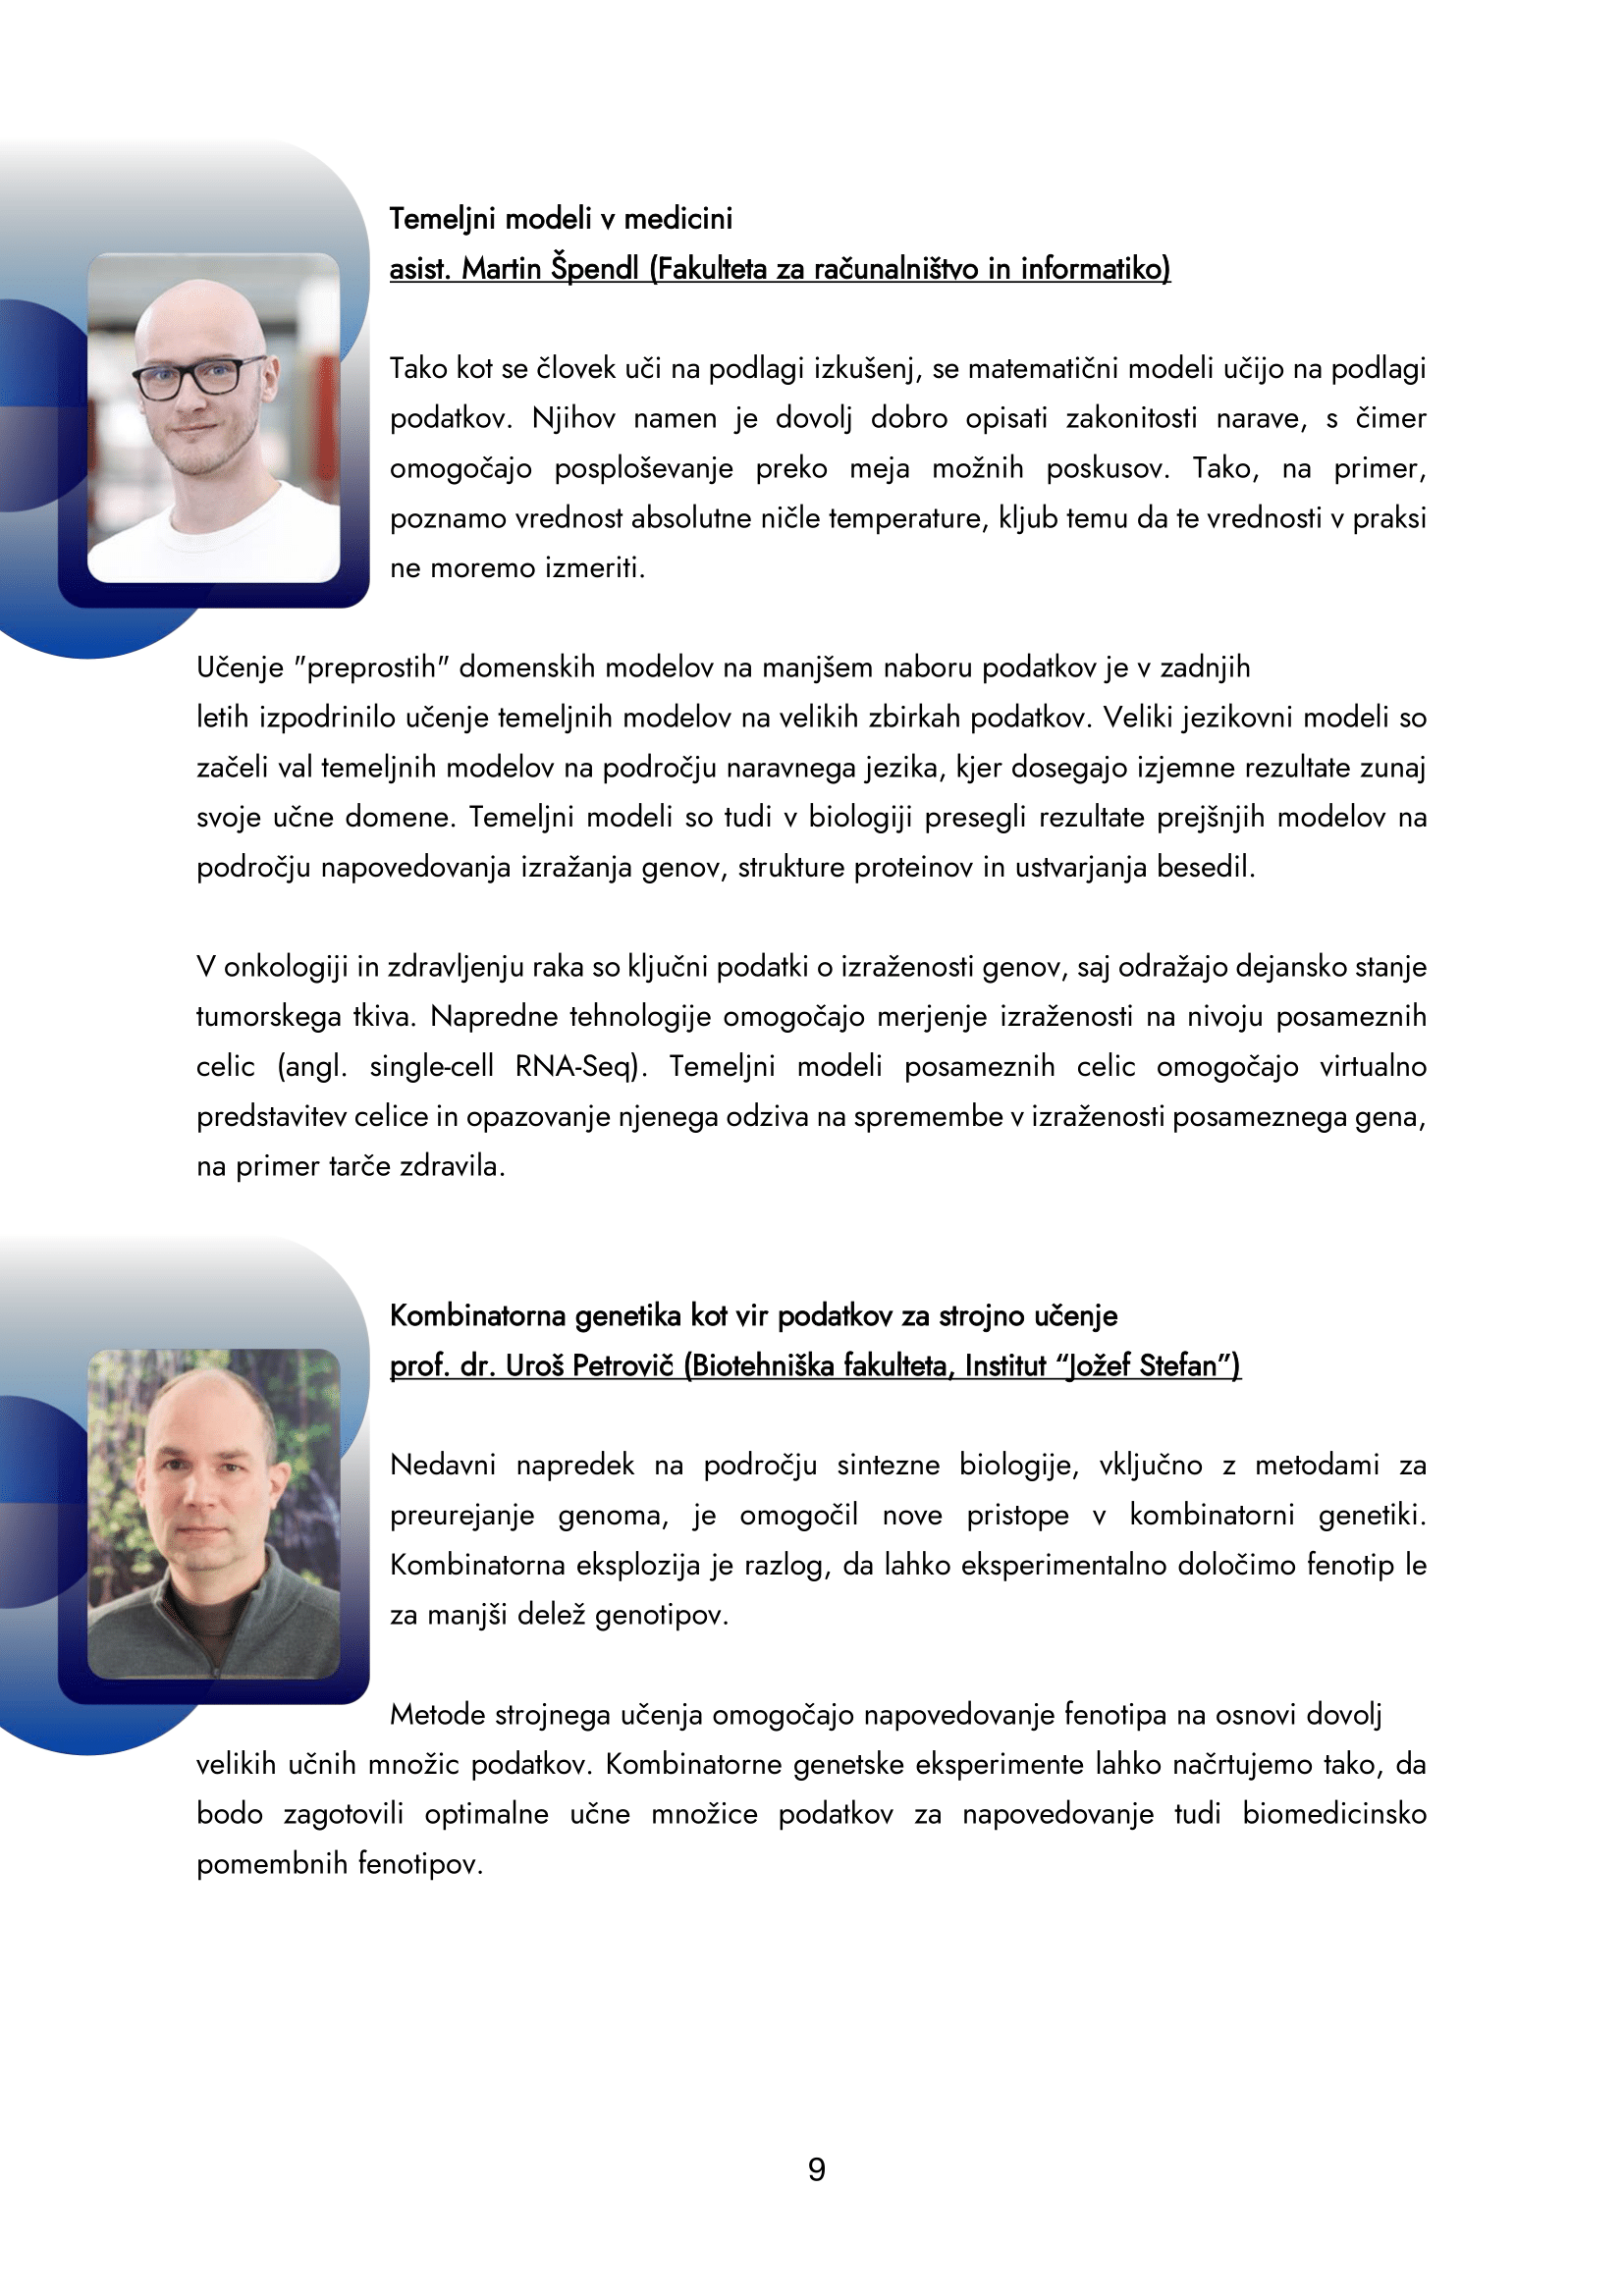 Temeljni modeli v medicini
asist. Martin Špendl (Fakulteta za računalništvo in informatiko)
Tako kot se človek uči na podlagi izkušenj, se matematični modeli učijo na podlagi
podatkov. Njihov namen je dovolj dobro opisati zakonitosti narave, s čimer
omogočajo posploševanje preko meja možnih poskusov. Tako, na primer,
poznamo vrednost absolutne ničle temperature, kljub temu da te vrednosti v praksi
ne moremo izmeriti.
Učenje "preprostih" domenskih modelov na manjšem naboru podatkov je v zadnjih
letih izpodrinilo učenje temeljnih modelov na velikih zbirkah podatkov. Veliki jezikovni modeli so
začeli val temeljnih modelov na področju naravnega jezika, kjer dosegajo izjemne rezultate zunaj
svoje učne domene. Temeljni modeli so tudi v biologiji presegli rezultate prejšnjih modelov na
področju napovedovanja izražanja genov, strukture proteinov in ustvarjanja besedil.
V onkologiji in zdravljenju raka so ključni podatki o izraženosti genov, saj odražajo dejansko stanje
tumorskega tkiva. Napredne tehnologije omogočajo merjenje izraženosti na nivoju posameznih
celic (angl. single-cell RNA-Seq). Temeljni modeli posameznih celic omogočajo virtualno
predstavitev celice in opazovanje njenega odziva na spremembe v izraženosti posameznega gena,
na primer tarče zdravila.
Kombinatorna genetika kot vir podatkov za strojno učenje
prof. dr. Uroš Petrovič (Biotehniška fakulteta, Institut “Jožef Stefan”)
Nedavni napredek na področju sintezne biologije, vključno z metodami za
preurejanje genoma, je omogočil nove pristope v kombinatorni genetiki.
Kombinatorna eksplozija je razlog, da lahko eksperimentalno določimo fenotip le
za manjši delež genotipov.
Metode strojnega učenja omogočajo napovedovanje fenotipa na osnovi dovolj
velikih učnih množic podatkov. Kombinatorne genetske eksperimente lahko načrtujemo tako, da
bodo zagotovili optimalne učne množice podatkov za napovedovanje tudi biomedicinsko
pomembnih fenotipov.
9